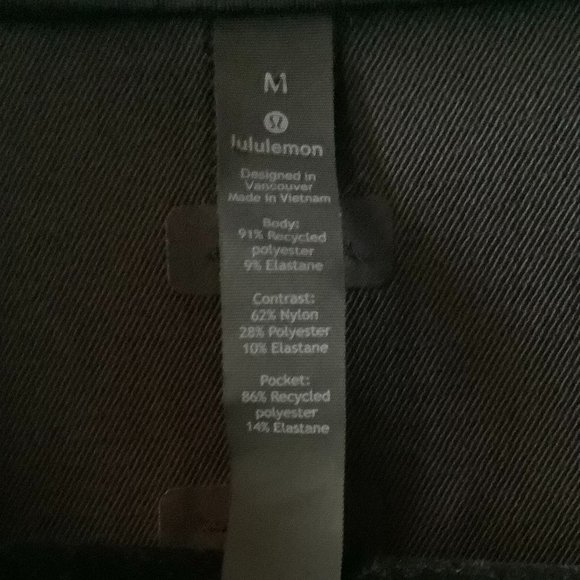 M
lululemon
Designed in
Vancouver
Made in Vietnam
Body:
91% Recycled
polyester
9% Elastane
Contrast:
62% Nylon
28% Polyester
10% Elastane
Pocket:
86% Recycled
polyester
14% Elastane